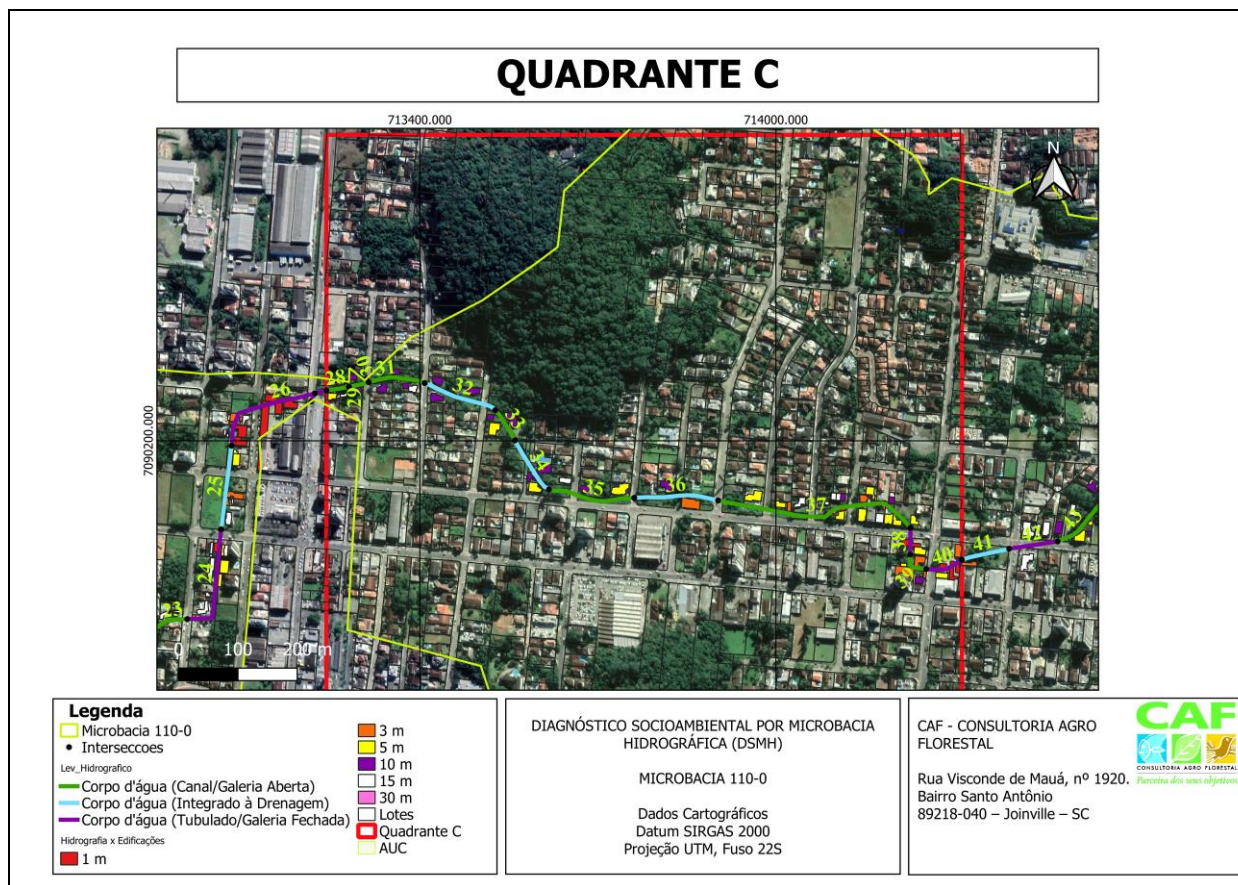 QUADRANTE C
713400.000
714000.000
N
7090200.000
23
24
25
26
28
29
30
31
32
33
34
35
36
37
38
39
40
41
42
43
0 100 200 m
Legenda
Microbacia 110-0
Interseccoes
Lev_Hidrografico
Corpo d'água (Canal/Galeria Aberta)
Corpo d'água (Integrado à Drenagem)
Corpo d'água (Tubulado/Galeria Fechada)
Hidrografia x Edificações
1 m
3 m
5 m
10 m
15 m
30 m
Lotes
Quadrante C
AUC
DIAGNÓSTICO SOCIOAMBIENTAL POR MICROBACIA
HIDROGRÁFICA (DSMH)
MICROBACIA 110-0
Dados Cartográficos
Datum SIRGAS 2000
Projeção UTM, Fuso 22S
CAF - CONSULTORIA AGRO
FLORESTAL
Rua Visconde de Mauá, nº 1920.
Bairro Santo Antônio
89218-040 – Joinville – SC
CAF
CONSULTORIA AGRO FLORESTAL
Parceira dos seus objetivos